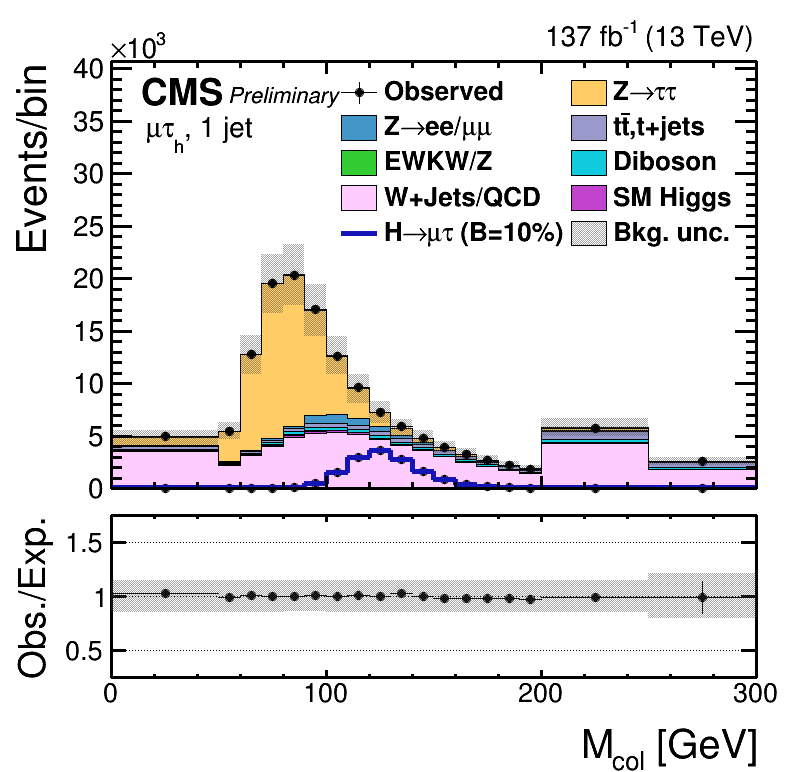 ×10³
137 fb⁻¹ (13 TeV)
Events/bin
40
35
30
25
20
15
10
5
0
CMS Preliminary
μτₕ, 1 jet
Observed
Z→ττ
Z→ee/μμ
tt̄,t+jets
EWKW/Z
Diboson
W+Jets/QCD
SM Higgs
H→μτ (B=10%)
Bkg. unc.
Obs./Exp.
1.5
1
0.5
0 100 200 300
M_col [GeV]